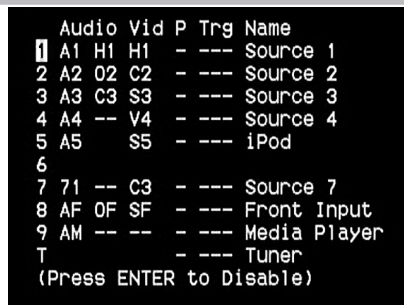 Audio Vid P Trg Name
1 A1 H1 H1 - --- Source 1
2 A2 O2 C2 - --- Source 2
3 A3 C3 S3 - --- Source 3
4 A4 -- V4 - --- Source 4
5 A5 S5 - --- iPod
6
7 71 -- C3 - --- Source 7
8 AF OF SF - --- Front Input
9 AM -- -- - --- Media Player
T - --- Tuner
(Press ENTER to Disable)